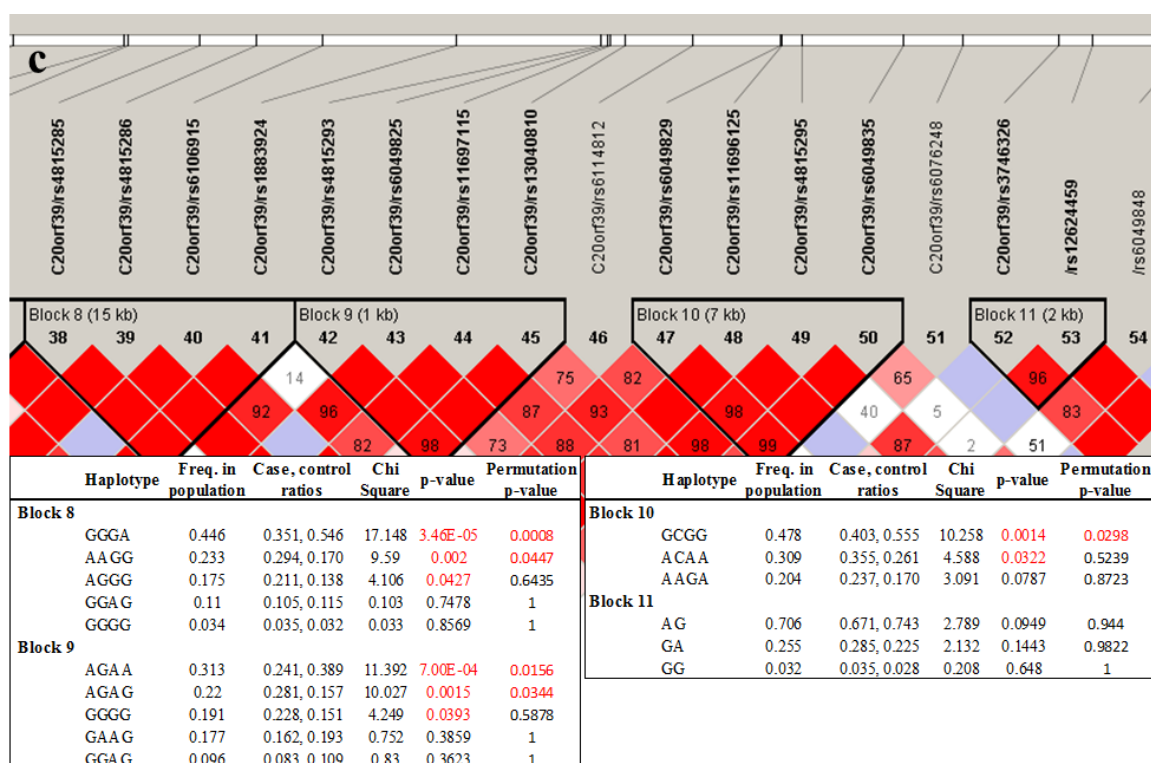 c
C20orf39/rs4815285
C20orf39/rs4815286
C20orf39/rs6106915
C20orf39/rs1883924
C20orf39/rs4815293
C20orf39/rs6049825
C20orf39/rs11697115
C20orf39/rs13040810
C20orf39/rs6114812
C20orf39/rs6049829
C20orf39/rs11696125
C20orf39/rs4815295
C20orf39/rs6049835
C20orf39/rs6076248
C20orf39/rs3746326
/rs12624459
/rs6049848
Block 8 (15 kb) Block 9 (1 kb) Block 10 (7 kb) Block 11 (2 kb)
38 39 40 41 42 43 44 45 46 47 48 49 50 51 52 53 54
14 75 82 65 96
92 96 87 93 98 40 5 83
82 98 73 88 81 98 99 87 2 51
Haplotype Freq. in population Case, control ratios Chi Square p-value Permutation p-value
Block 8
GGGA 0.446 0.351, 0.546 17.148 3.46E-05 0.0008
AAGG 0.233 0.294, 0.170 9.59 0.002 0.0447
AGGG 0.175 0.211, 0.138 4.106 0.0427 0.6435
GGAG 0.11 0.105, 0.115 0.103 0.7478 1
GGGG 0.034 0.035, 0.032 0.033 0.8569 1
Block 9
AGAA 0.313 0.241, 0.389 11.392 7.00E-04 0.0156
AGAG 0.22 0.281, 0.157 10.027 0.0015 0.0344
GGGG 0.191 0.228, 0.151 4.249 0.0393 0.5878
GAAG 0.177 0.162, 0.193 0.752 0.3859 1
GGAG 0.096 0.083, 0.109 0.83 0.3623 1
Haplotype Freq. in population Case, control ratios Chi Square p-value Permutation p-value
Block 10
GCGG 0.478 0.403, 0.555 10.258 0.0014 0.0298
ACAA 0.309 0.355, 0.261 4.588 0.0322 0.5239
AAGA 0.204 0.237, 0.170 3.091 0.0787 0.8723
Block 11
AG 0.706 0.671, 0.743 2.789 0.0949 0.944
GA 0.255 0.285, 0.225 2.132 0.1443 0.9822
GG 0.032 0.035, 0.028 0.208 0.648 1